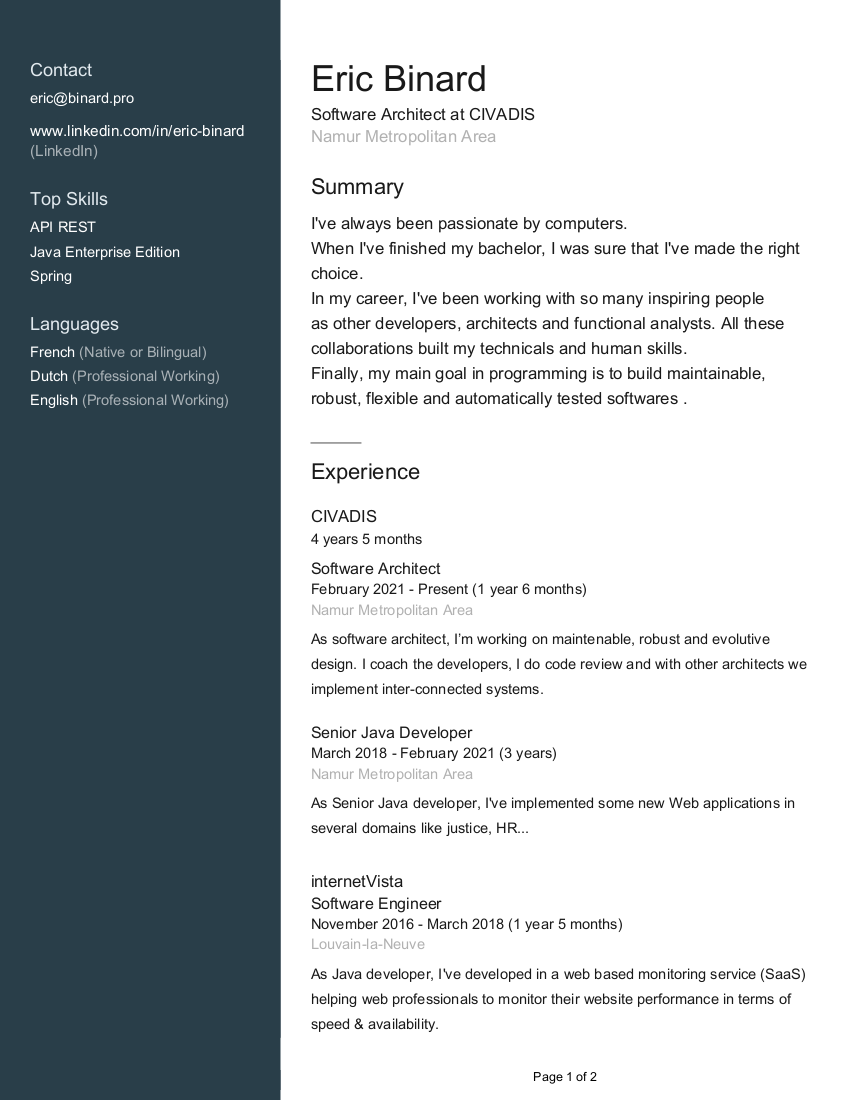 Contact
eric@binard.pro
www.linkedin.com/in/eric-binard
(LinkedIn)
Top Skills
API REST
Java Enterprise Edition
Spring
Languages
French (Native or Bilingual)
Dutch (Professional Working)
English (Professional Working)
Eric Binard
Software Architect at CIVADIS
Namur Metropolitan Area
Summary
I've always been passionate by computers.
When I've finished my bachelor, I was sure that I've made the right
choice.
In my career, I've been working with so many inspiring people
as other developers, architects and functional analysts. All these
collaborations built my technicals and human skills.
Finally, my main goal in programming is to build maintainable,
robust, flexible and automatically tested softwares .
Experience
CIVADIS
4 years 5 months
Software Architect
February 2021 - Present (1 year 6 months)
Namur Metropolitan Area
As software architect, I’m working on maintenable, robust and evolutive
design. I coach the developers, I do code review and with other architects we
implement inter-connected systems.
Senior Java Developer
March 2018 - February 2021 (3 years)
Namur Metropolitan Area
As Senior Java developer, I've implemented some new Web applications in
several domains like justice, HR...
internetVista
Software Engineer
November 2016 - March 2018 (1 year 5 months)
Louvain-la-Neuve
As Java developer, I've developed in a web based monitoring service (SaaS)
helping web professionals to monitor their website performance in terms of
speed & availability.
Page 1 of 2